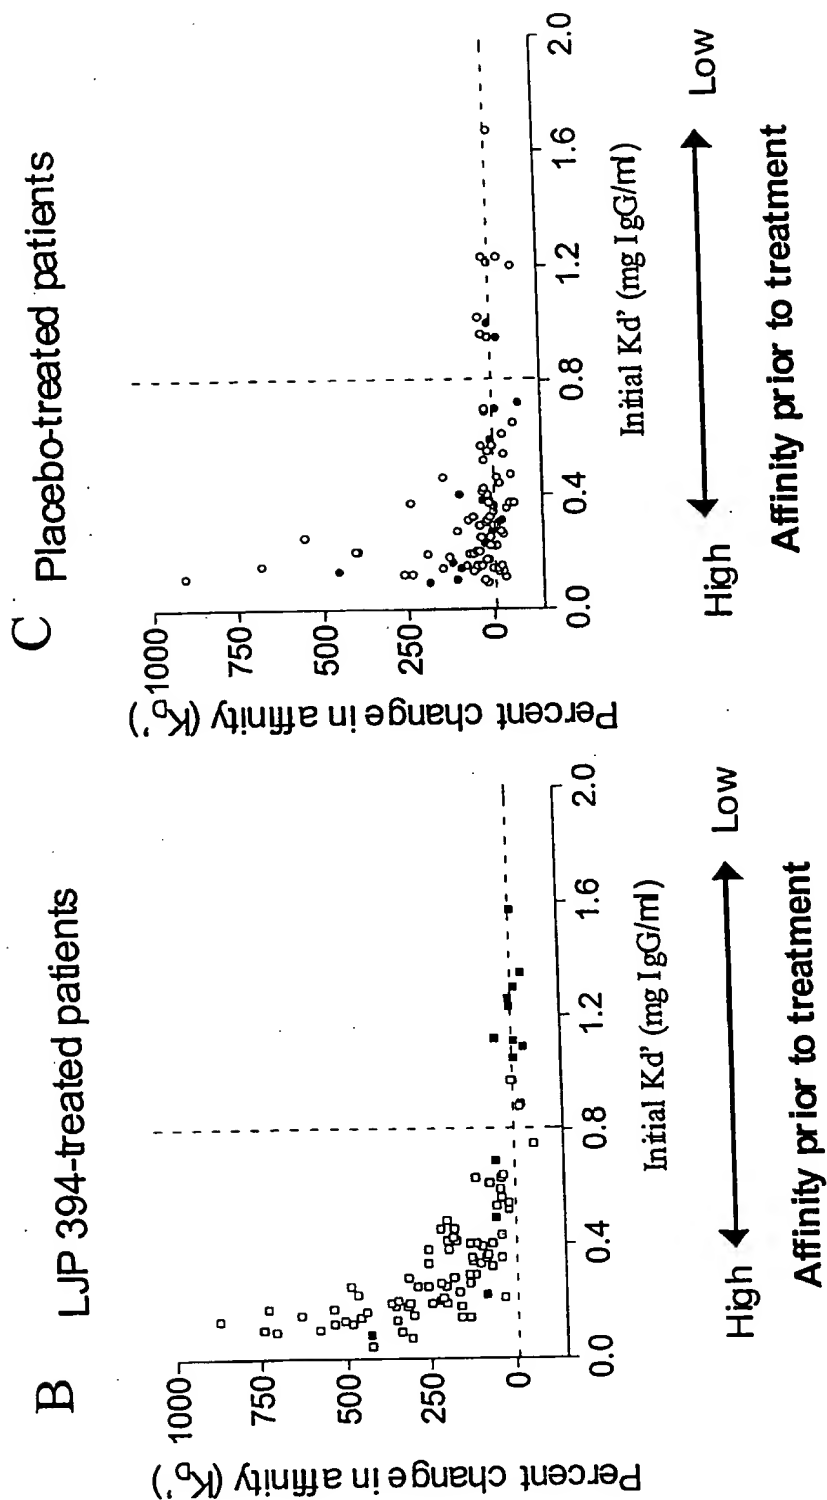 B LJP 394-treated patients
Percent change in affinity (K_D')
1000
750
500
250
0
0.0 0.4 0.8 1.2 1.6 2.0
Initial Kd' (mg IgG/ml)
High Low
Affinity prior to treatment
C Placebo-treated patients
Percent change in affinity (K_D')
1000
750
500
250
0
0.0 0.4 0.8 1.2 1.6 2.0
Initial Kd' (mg IgG/ml)
High Low
Affinity prior to treatment